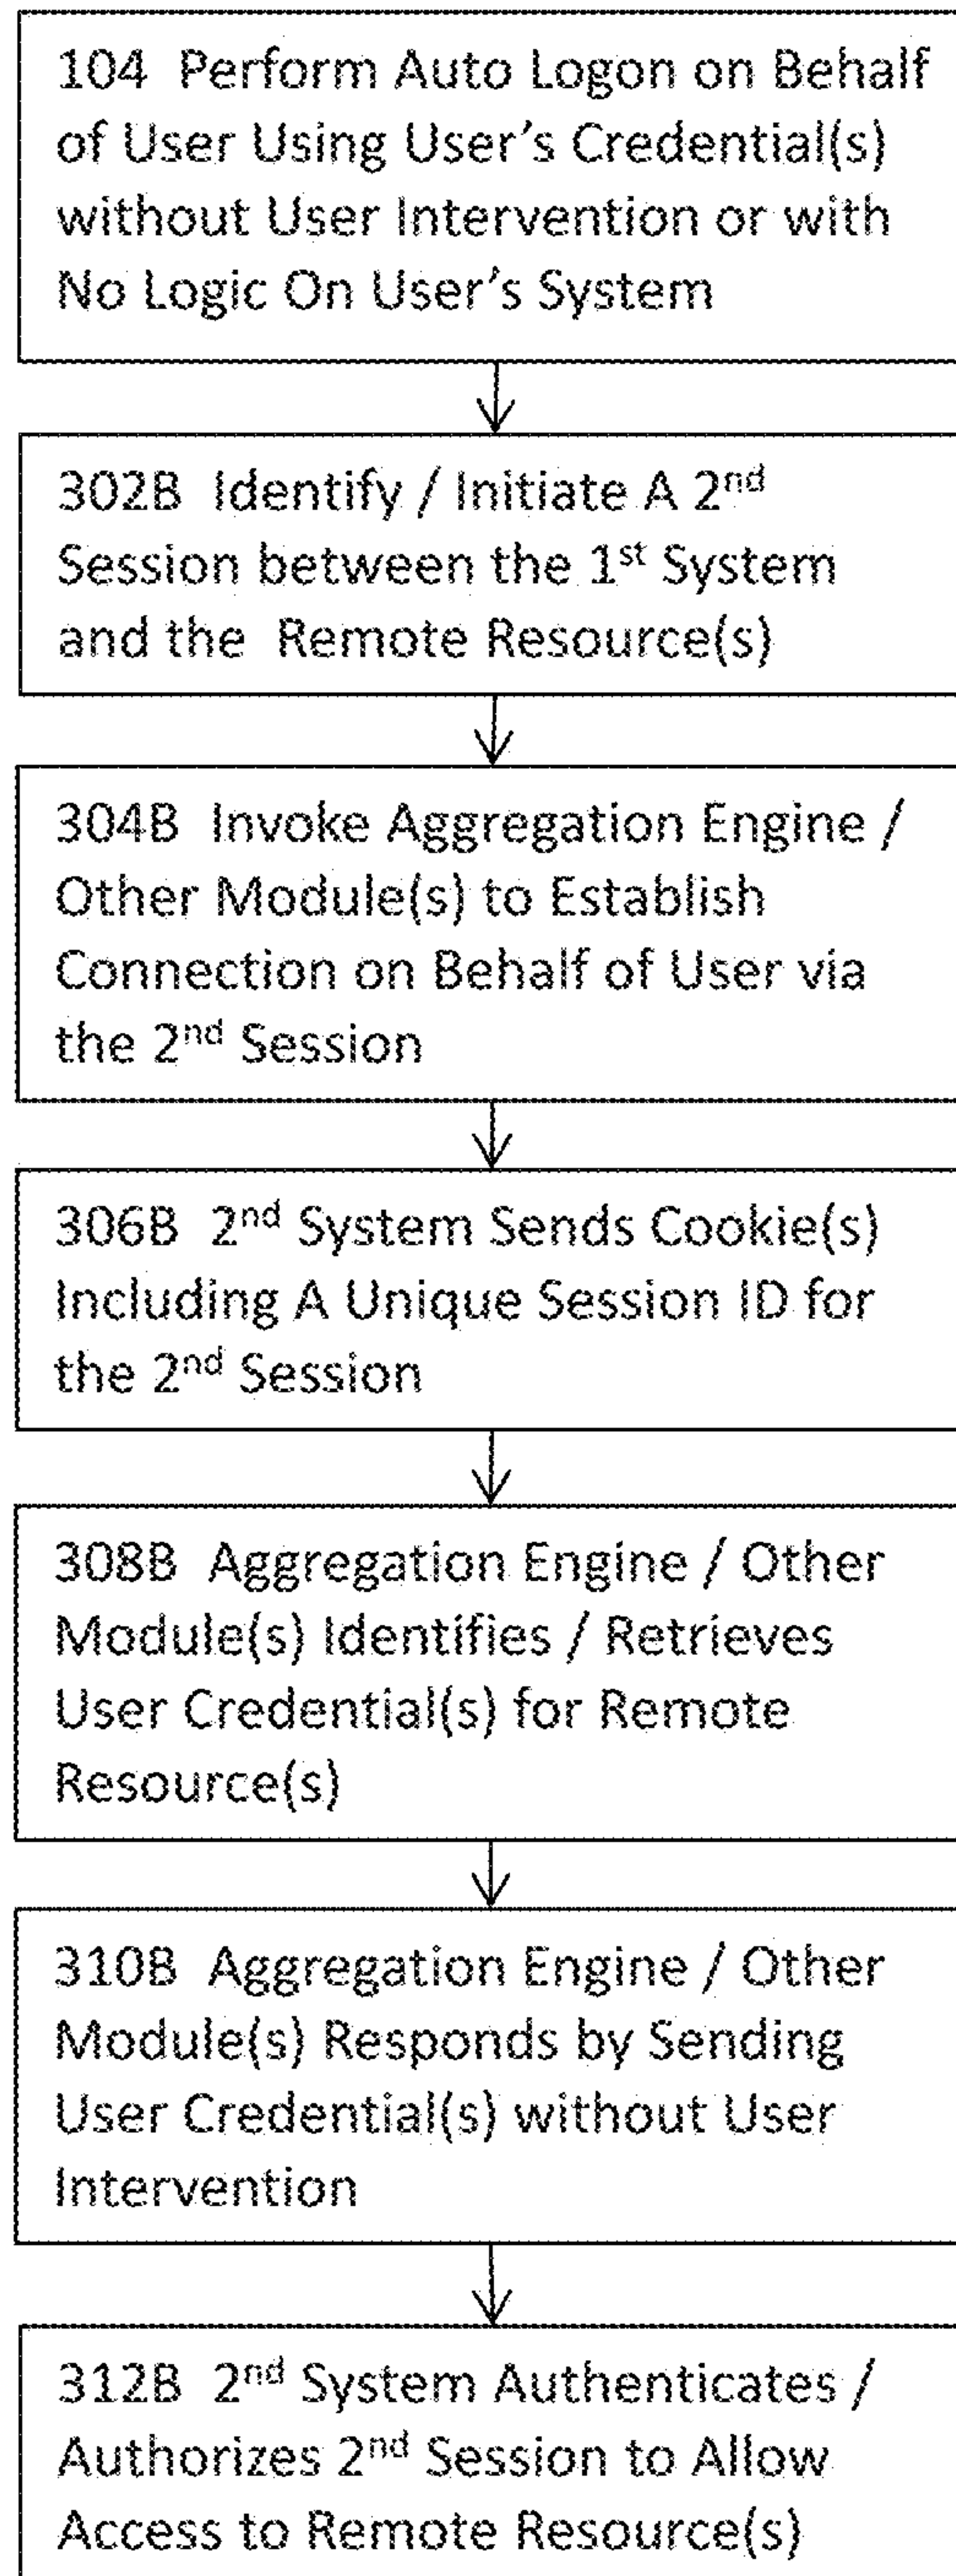 104 Perform Auto Logon on Behalf
of User Using User's Credential(s)
without User Intervention or with
No Logic On User's System
302B Identify / Initiate A 2nd
Session between the 1st System
and the Remote Resource(s)
304B Invoke Aggregation Engine /
Other Module(s) to Establish
Connection on Behalf of User via
the 2nd Session
306B 2nd System Sends Cookie(s)
Including A Unique Session ID for
the 2nd Session
308B Aggregation Engine / Other
Module(s) Identifies / Retrieves
User Credential(s) for Remote
Resource(s)
310B Aggregation Engine / Other
Module(s) Responds by Sending
User Credential(s) without User
Intervention
312B 2nd System Authenticates /
Authorizes 2nd Session to Allow
Access to Remote Resource(s)